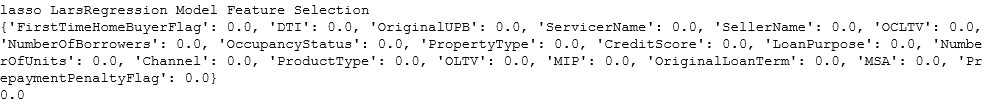 lasso LarsRegression Model Feature Selection
{'FirstTimeHomeBuyerFlag': 0.0, 'DTI': 0.0, 'OriginalUPB': 0.0, 'ServicerName': 0.0, 'SellerName': 0.0, 'OCLTV': 0.0,
'NumberOfBorrowers': 0.0, 'OccupancyStatus': 0.0, 'PropertyType': 0.0, 'CreditScore': 0.0, 'LoanPurpose': 0.0, 'Numbe
rOfUnits': 0.0, 'Channel': 0.0, 'ProductType': 0.0, 'OLTV': 0.0, 'MIP': 0.0, 'OriginalLoanTerm': 0.0, 'MSA': 0.0, 'Pr
epaymentPenaltyFlag': 0.0}
0.0